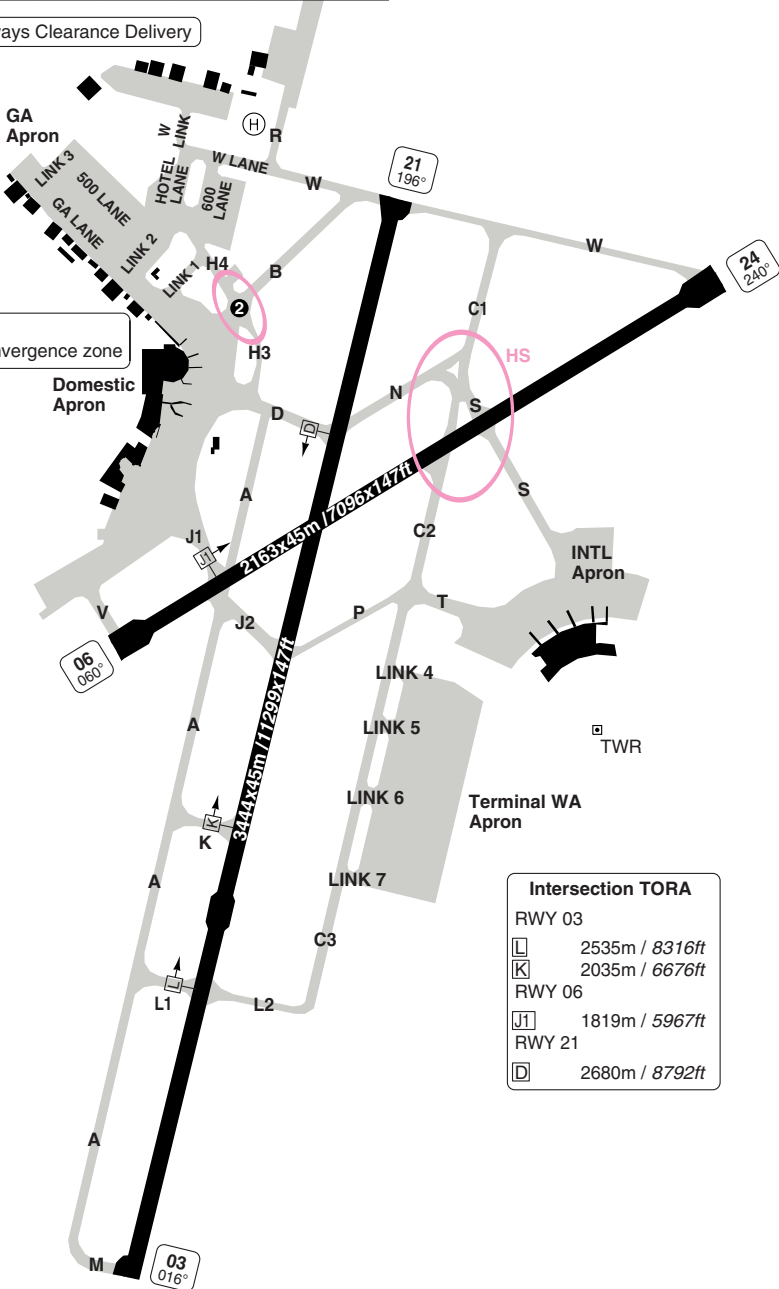 ways Clearance Delivery
GA
Apron
W
LINK
H
R
W LANE
W
21
196°
LINK 3
500 LANE
HOTEL
LANE
600
LANE
GA LANE
LINK 2
LINK 1
H4
B
W
24
240°
2
C1
H3
nvergence zone
HS
Domestic
Apron
D
N
S
D
A
S
2163x45m /7096x147ft
J1
J1
C2
INTL
Apron
V
J2
P
T
06
060°
3444x45m /11299x147ft
LINK 4
A
LINK 5
TWR
LINK 6
Terminal WA
Apron
K
K
A
LINK 7
C3
L
L1
L2
Intersection TORA
RWY 03
L 2535m / 8316ft
K 2035m / 6676ft
RWY 06
J1 1819m / 5967ft
RWY 21
D 2680m / 8792ft
A
M
03
016°